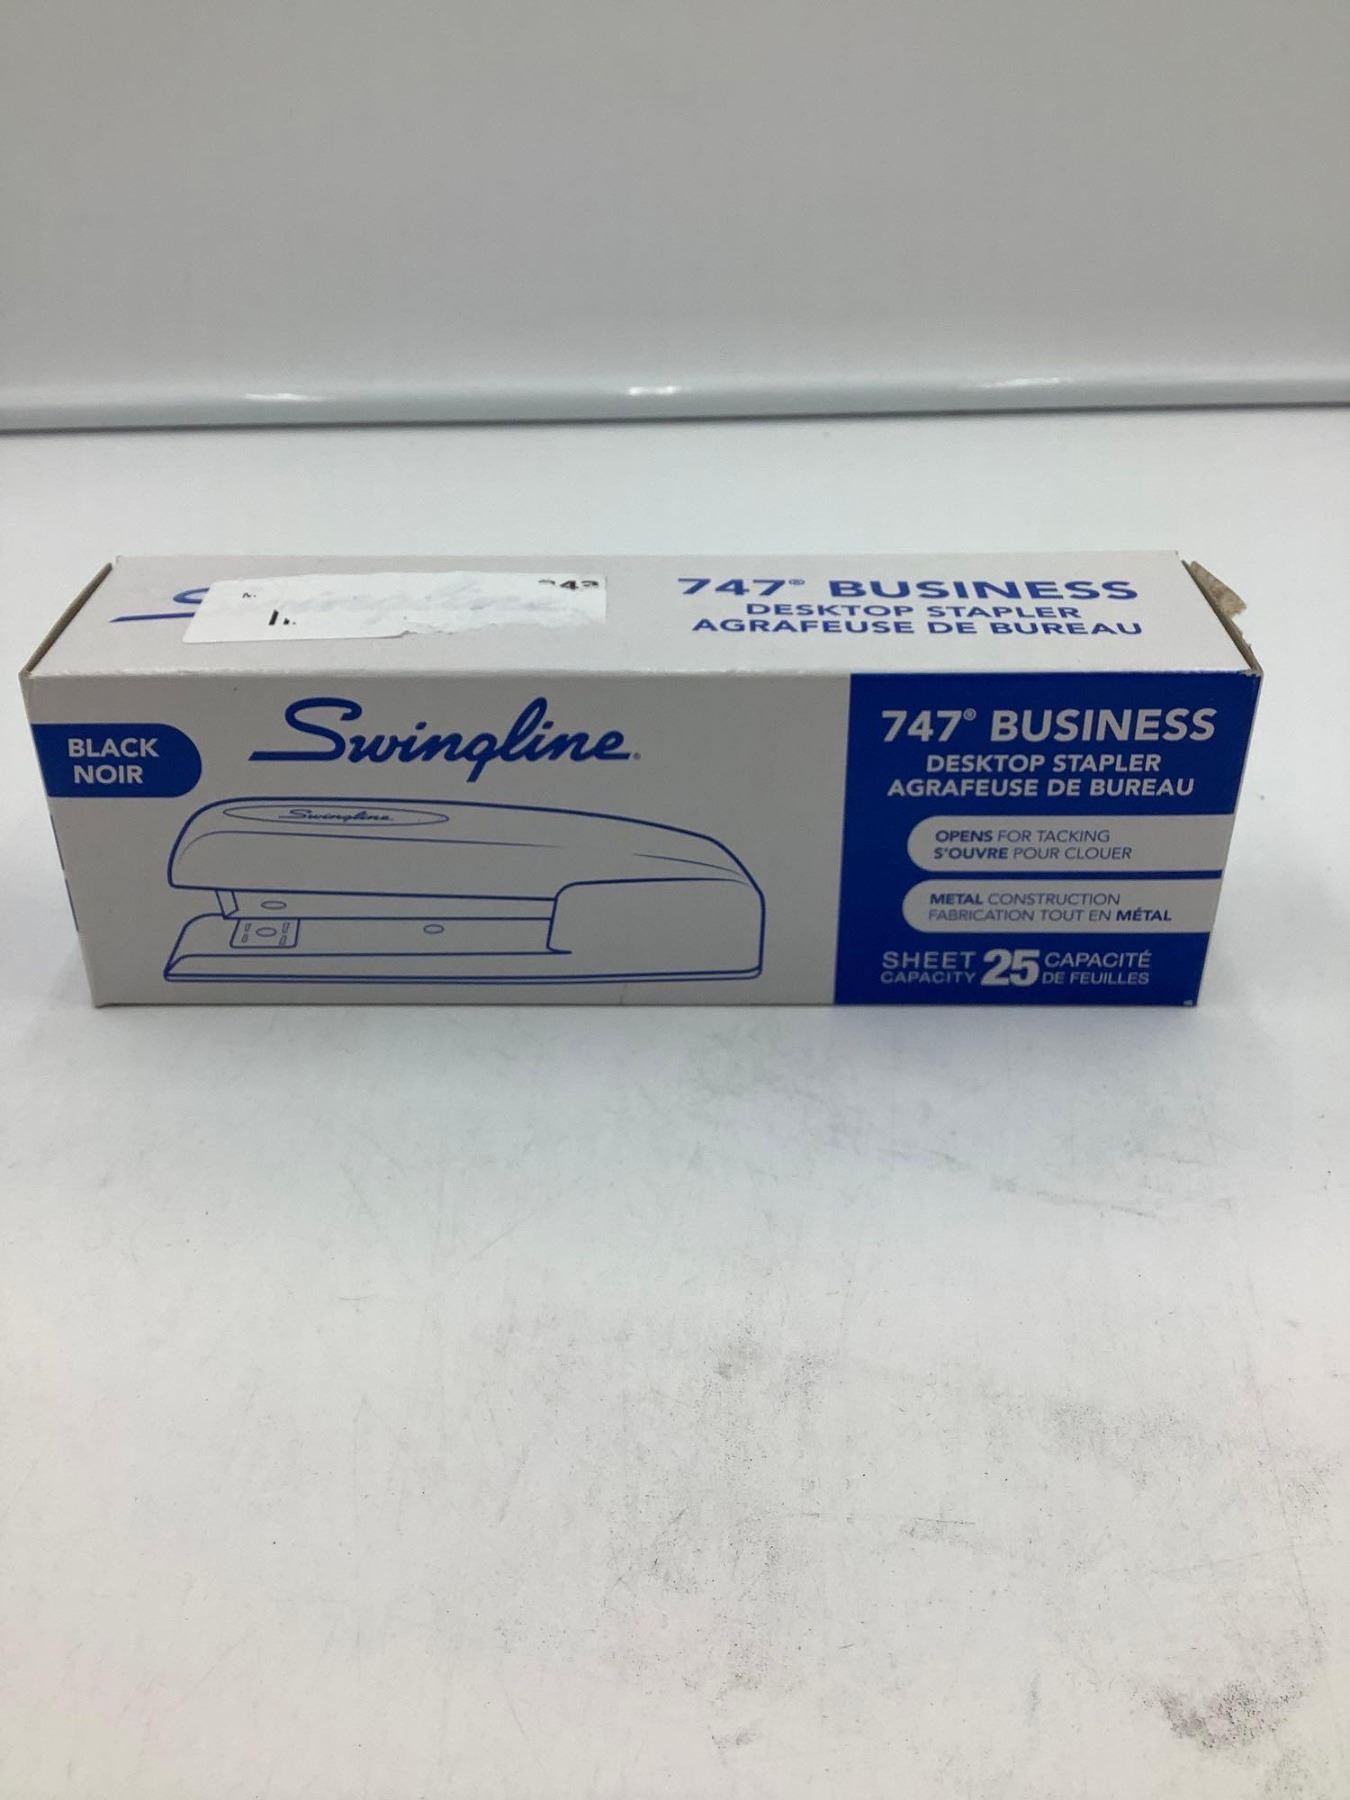 747® BUSINESS
DESKTOP STAPLER
AGRAFEUSE DE BUREAU
BLACK
NOIR
Swingline®
Swingline
747® BUSINESS
DESKTOP STAPLER
AGRAFEUSE DE BUREAU
OPENS FOR TACKING
S'OUVRE POUR CLOUER
METAL CONSTRUCTION
FABRICATION TOUT EN MÉTAL
SHEET CAPACITY 25 CAPACITÉ DE FEUILLES